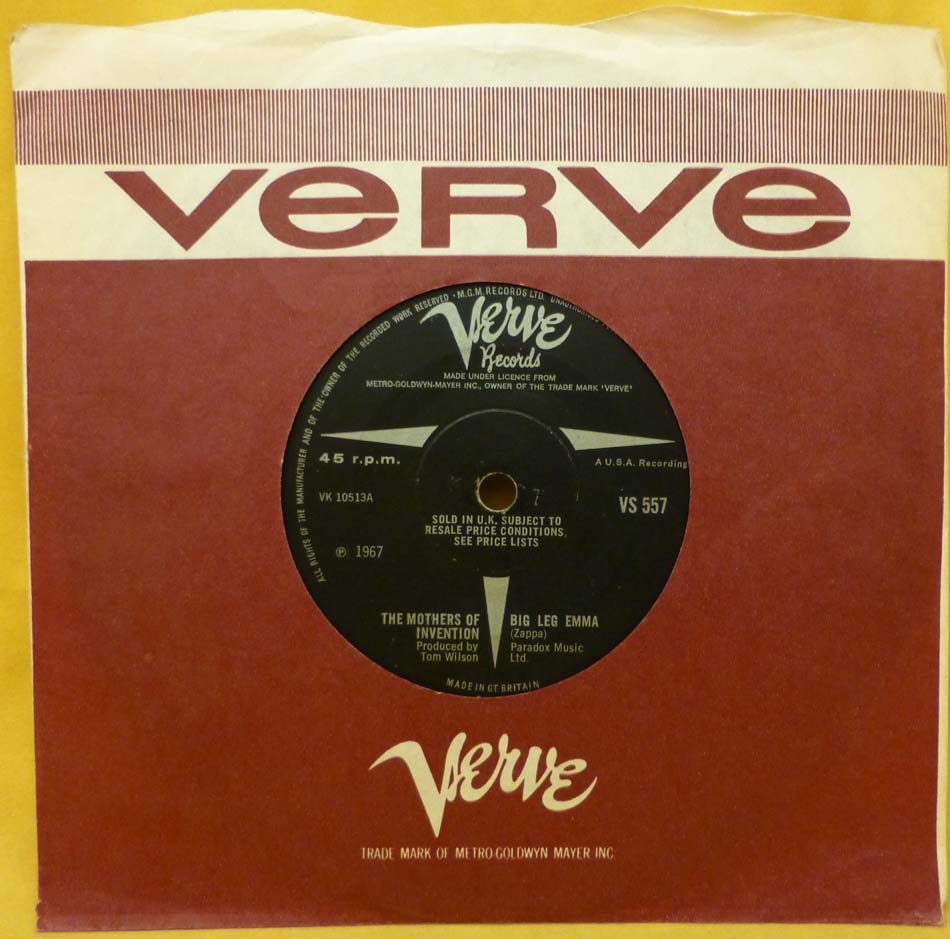 verve
ALL RIGHTS OF THE MANUFACTURER AND OF THE OWNER OF THE RECORDED WORK RESERVED · M.G.M. RECORDS LTD.
Verve
Records
MADE UNDER LICENCE FROM
METRO-GOLDWYN-MAYER INC., OWNER OF THE TRADE MARK 'VERVE'
45 r.p.m.
A U.S.A. Recording
VK 10513A
VS 557
SOLD IN U.K. SUBJECT TO
RESALE PRICE CONDITIONS,
SEE PRICE LISTS
℗ 1967
THE MOTHERS OF
INVENTION
Produced by
Tom Wilson
BIG LEG EMMA
(Zappa)
Paradox Music
Ltd.
MADE IN GT BRITAIN
Verve
TRADE MARK OF METRO-GOLDWYN MAYER INC